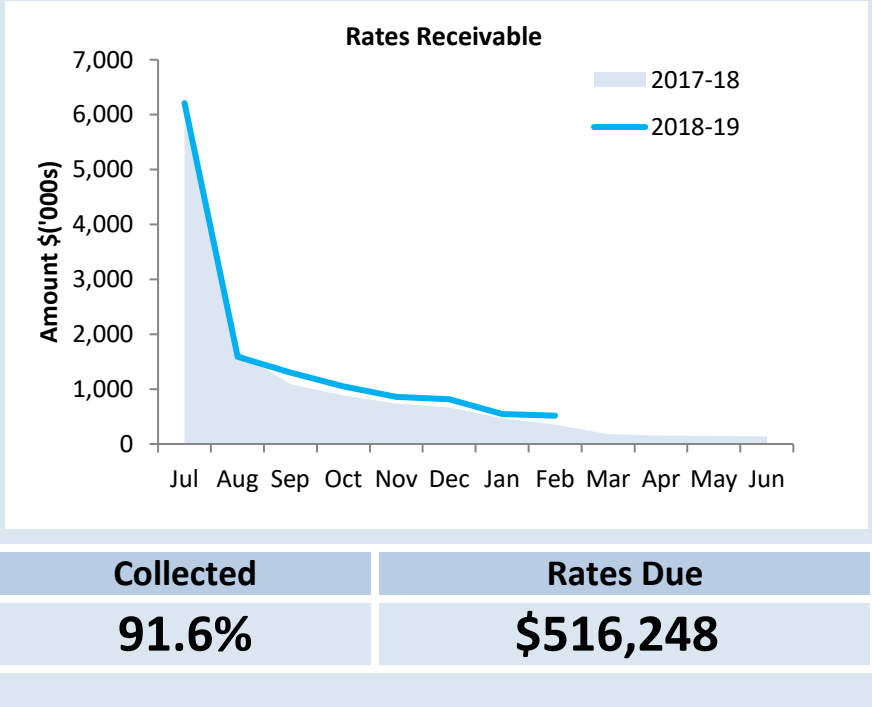 Rates Receivable
2017-18
2018-19
Amount $('000s)
7,000
6,000
5,000
4,000
3,000
2,000
1,000
0
Jul Aug Sep Oct Nov Dec Jan Feb Mar Apr May Jun
Collected Rates Due
91.6% $516,248